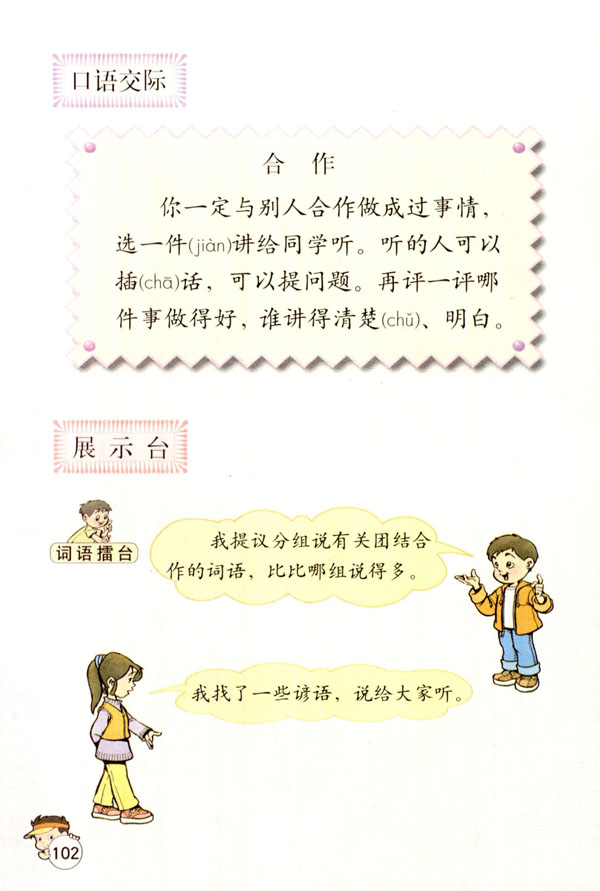 口语交际
合作
你一定与别人合作做成过事情，
选一件(jiàn)讲给同学听。听的人可以
插(chā)话，可以提问题。再评一评哪
件事做得好，谁讲得清楚(chǔ)、明白。
展示台
词语擂台
我提议分组说有关团结合
作的词语，比比哪组说得多。
我找了一些谚语，说给大家听。
102